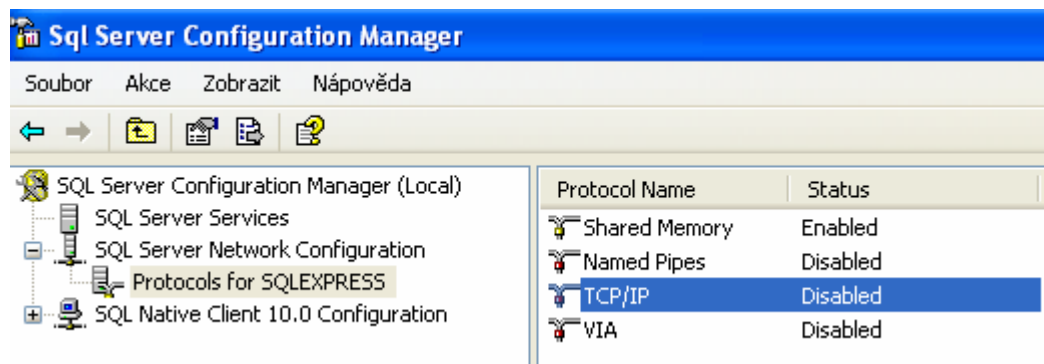 Sql Server Configuration Manager
Soubor Akce Zobrazit Nápověda
SQL Server Configuration Manager (Local)
SQL Server Services
SQL Server Network Configuration
Protocols for SQLEXPRESS
SQL Native Client 10.0 Configuration
Protocol Name Status
Shared Memory Enabled
Named Pipes Disabled
TCP/IP Disabled
VIA Disabled